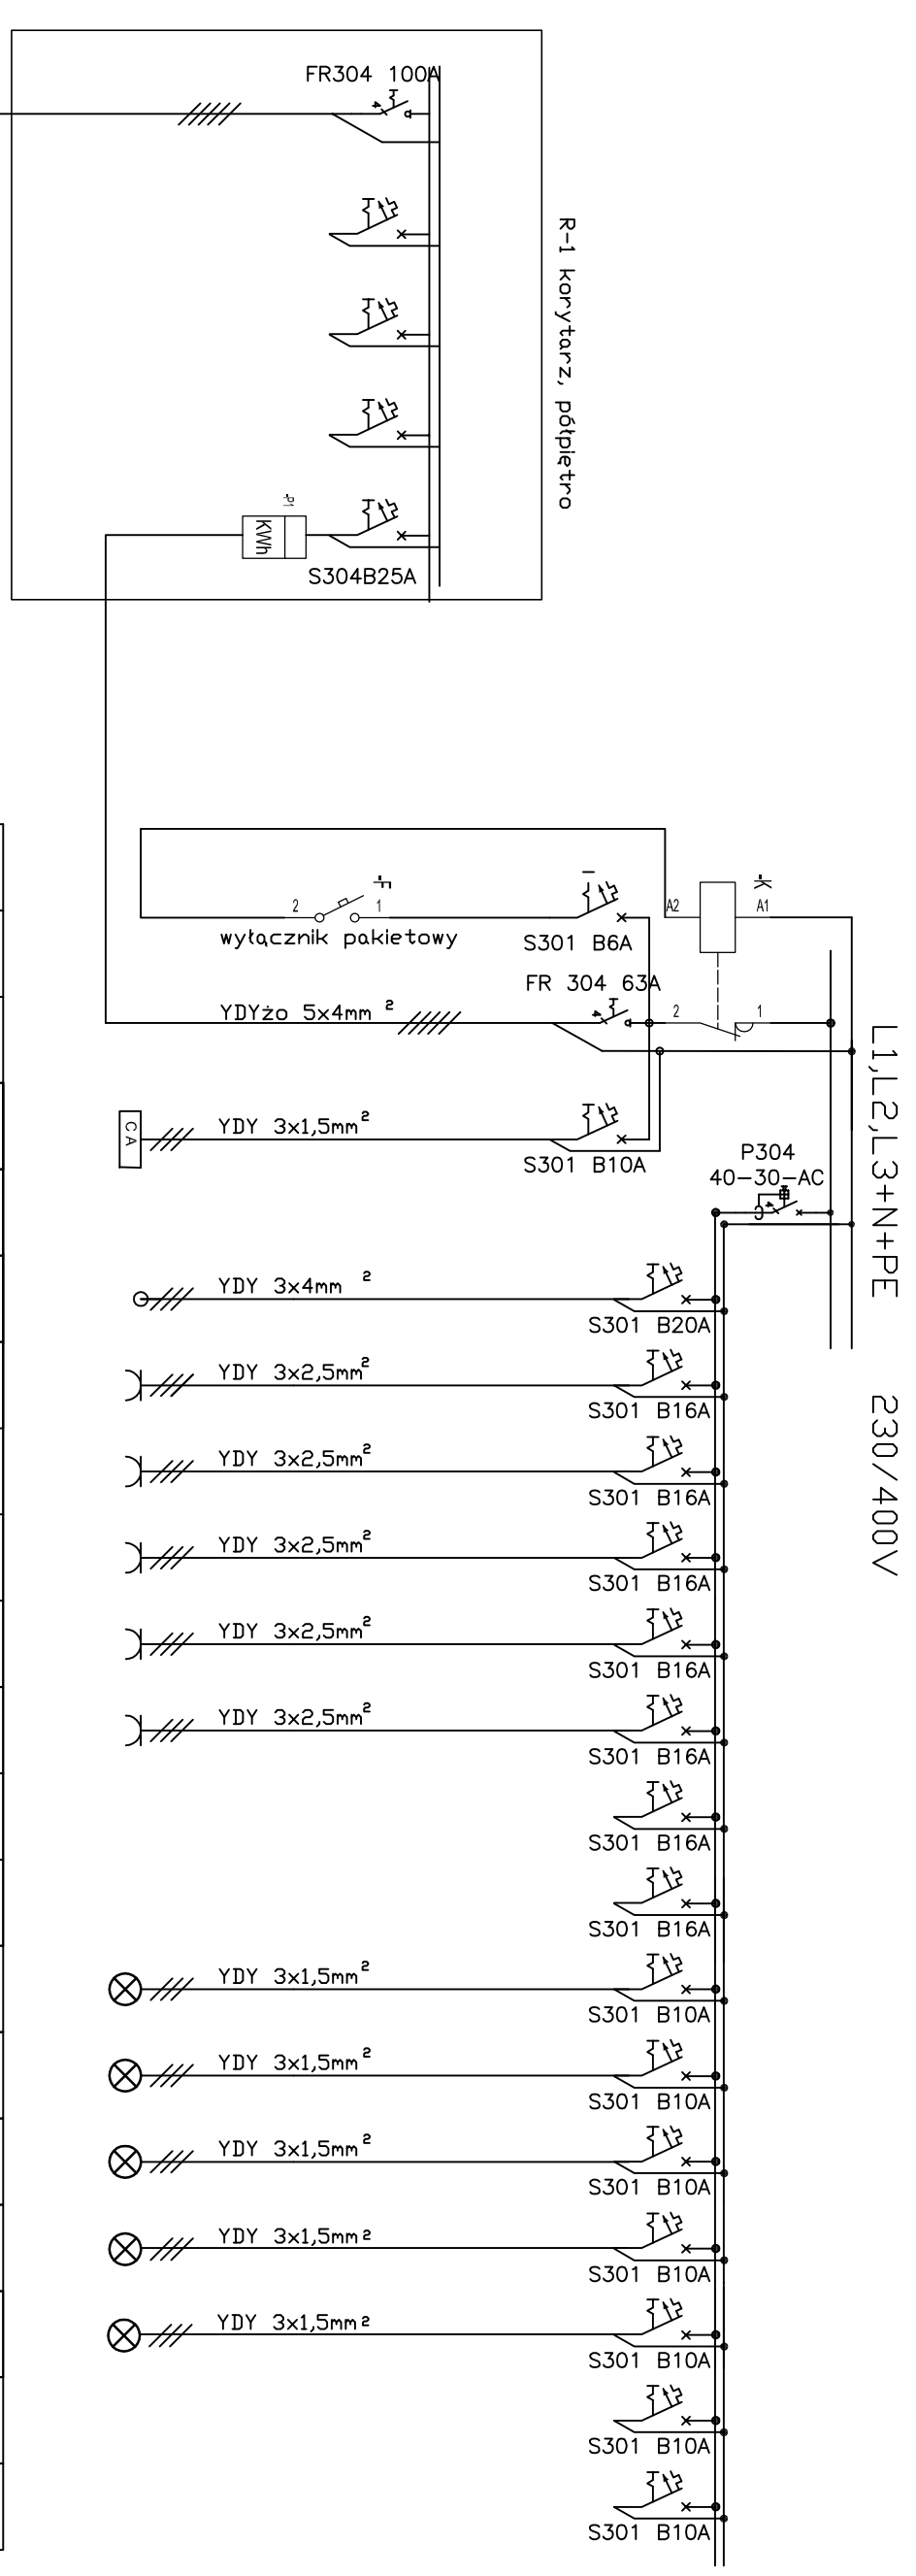 FR304 100A
R-1 korytarz, półpiętro
-P1
KWh
S304B25A
-K
-F
A2
A1
2
1
wyłącznik pakietowy
S301 B6A
FR 304 63A
YDYżo 5x4mm ²
2
1
L1,L2,L3+N+PE 230/400V
C A
YDY 3x1,5mm²
S301 B10A
P304
40-30-AC
YDY 3x4mm ²
S301 B20A
YDY 3x2,5mm²
S301 B16A
YDY 3x2,5mm²
S301 B16A
YDY 3x2,5mm²
S301 B16A
YDY 3x2,5mm²
S301 B16A
YDY 3x2,5mm²
S301 B16A
S301 B16A
S301 B16A
YDY 3x1,5mm²
S301 B10A
YDY 3x1,5mm²
S301 B10A
YDY 3x1,5mm²
S301 B10A
YDY 3x1,5mm²
S301 B10A
YDY 3x1,5mm²
S301 B10A
S301 B10A
S301 B10A